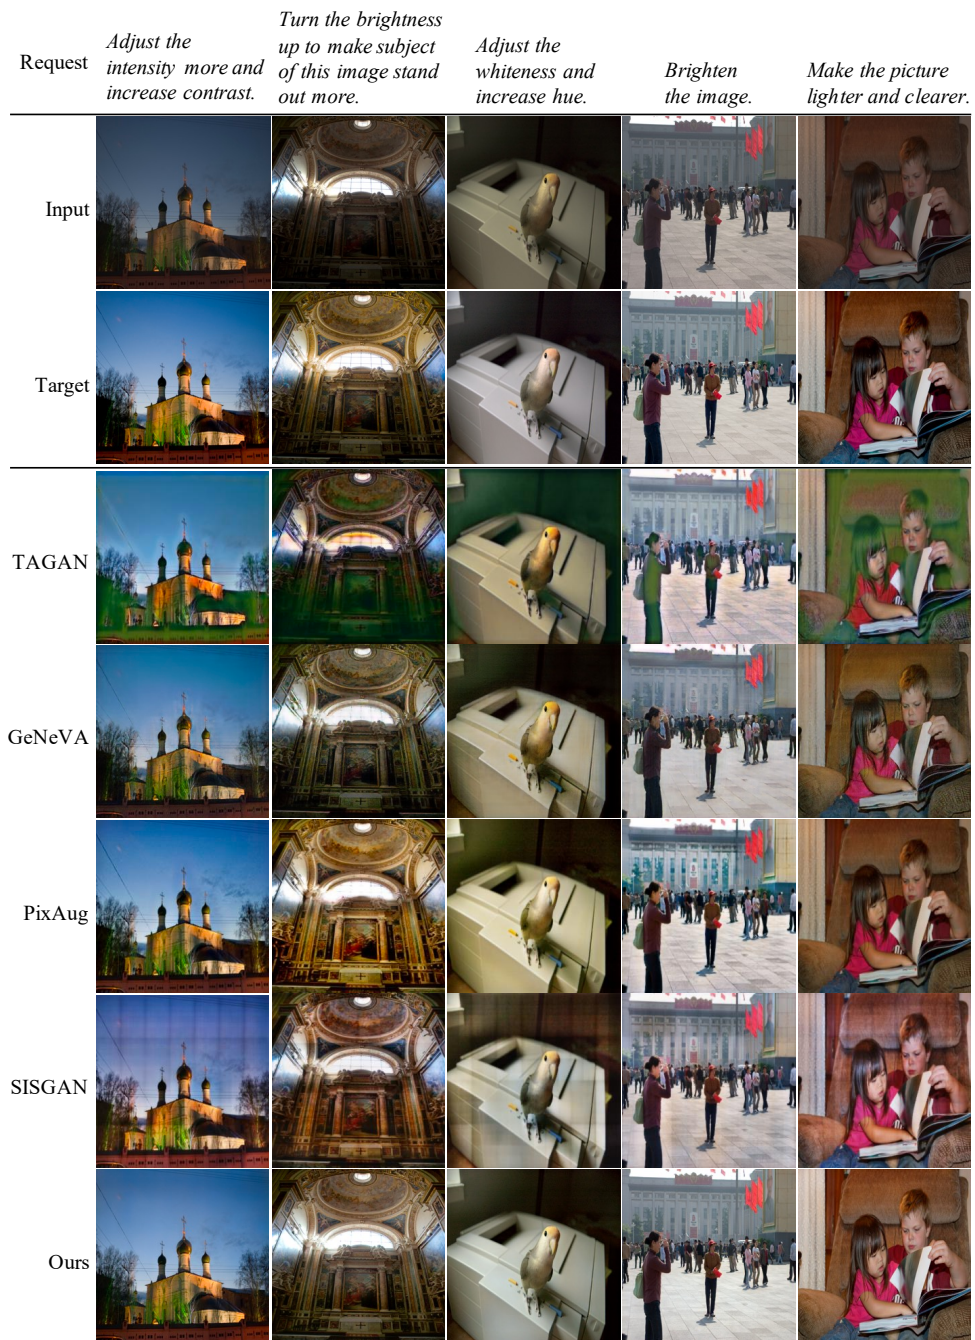 Request
Adjust the
intensity more and
increase contrast.
Turn the brightness
up to make subject
of this image stand
out more.
Adjust the
whiteness and
increase hue.
Brighten
the image.
Make the picture
lighter and clearer.
Input
Target
TAGAN
GeNeVA
PixAug
SISGAN
Ours